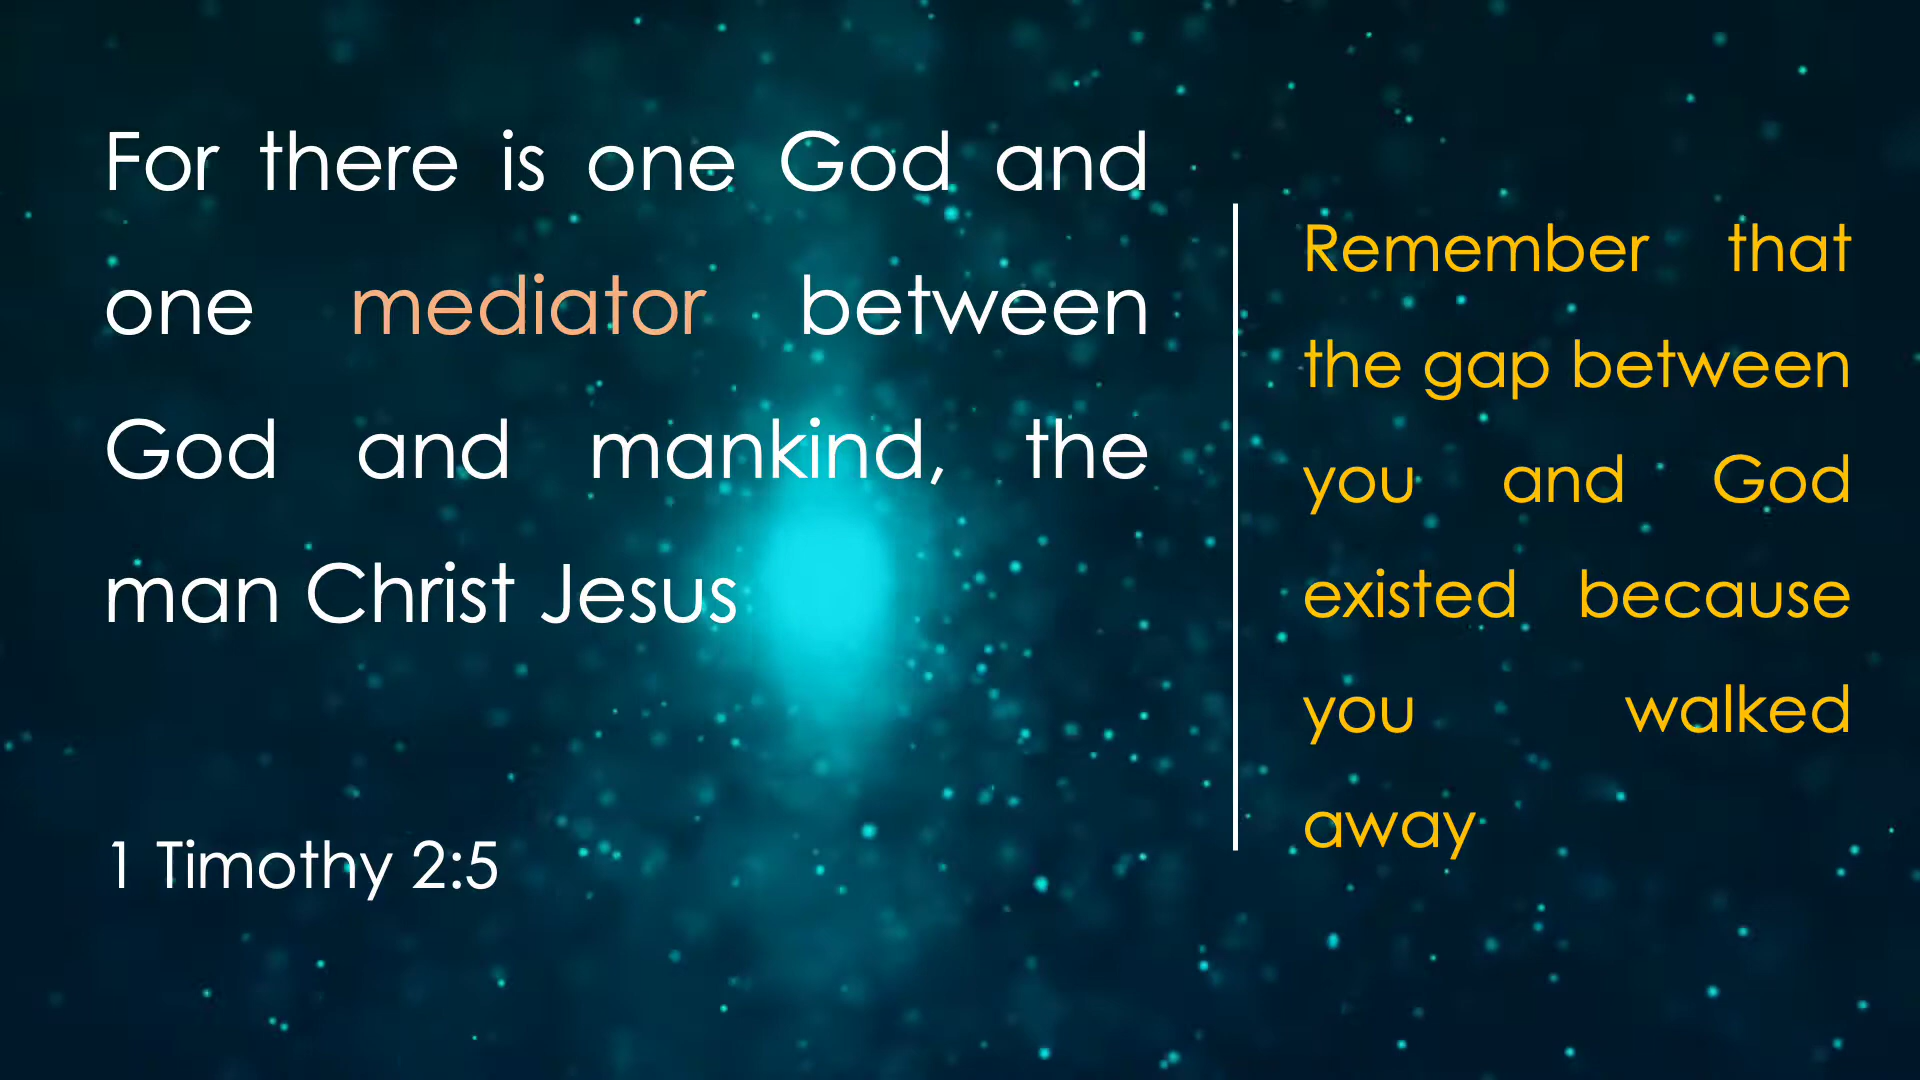 For there is one God and
one mediator between
God and mankind, the
man Christ Jesus
1 Timothy 2:5
Remember that
the gap between
you and God
existed because
you walked
away